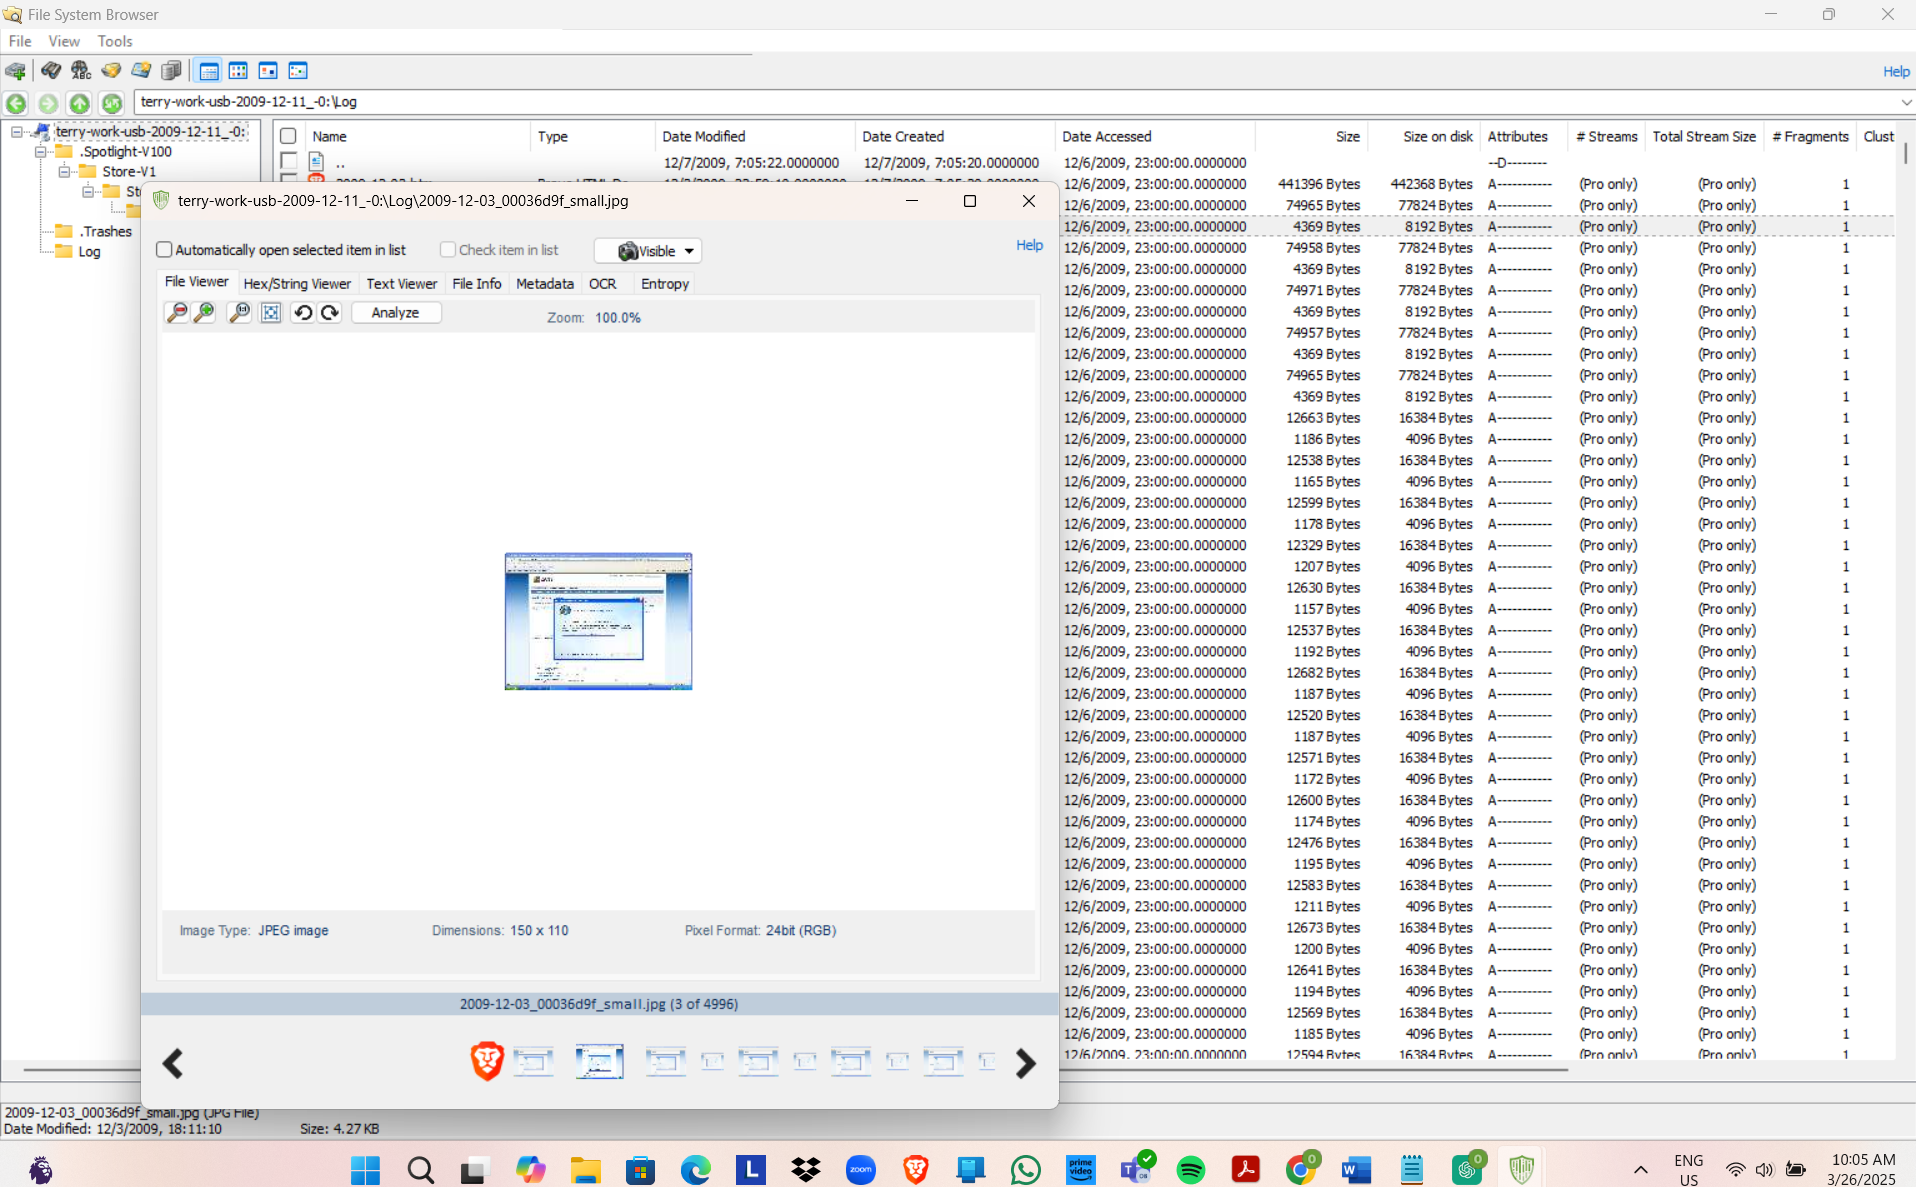 File System Browser
File View Tools
Help
terry-work-usb-2009-12-11_-0:\Log
terry-work-usb-2009-12-11_-0:
.Spotlight-V100
Store-V1
.Trashes
Log
Name Type Date Modified Date Created Date Accessed Size Size on disk Attributes # Streams Total Stream Size # Fragments Clust
.. 12/7/2009, 7:05:22.0000000 12/7/2009, 7:05:20.0000000 12/6/2009, 23:00:00.0000000 --D--------
12/6/2009, 23:00:00.0000000 441396 Bytes 442368 Bytes A----------- (Pro only) (Pro only) 1
12/6/2009, 23:00:00.0000000 74965 Bytes 77824 Bytes A----------- (Pro only) (Pro only) 1
12/6/2009, 23:00:00.0000000 4369 Bytes 8192 Bytes A----------- (Pro only) (Pro only) 1
12/6/2009, 23:00:00.0000000 74958 Bytes 77824 Bytes A----------- (Pro only) (Pro only) 1
12/6/2009, 23:00:00.0000000 4369 Bytes 8192 Bytes A----------- (Pro only) (Pro only) 1
12/6/2009, 23:00:00.0000000 74971 Bytes 77824 Bytes A----------- (Pro only) (Pro only) 1
12/6/2009, 23:00:00.0000000 4369 Bytes 8192 Bytes A----------- (Pro only) (Pro only) 1
12/6/2009, 23:00:00.0000000 74957 Bytes 77824 Bytes A----------- (Pro only) (Pro only) 1
12/6/2009, 23:00:00.0000000 4369 Bytes 8192 Bytes A----------- (Pro only) (Pro only) 1
12/6/2009, 23:00:00.0000000 74965 Bytes 77824 Bytes A----------- (Pro only) (Pro only) 1
12/6/2009, 23:00:00.0000000 4369 Bytes 8192 Bytes A----------- (Pro only) (Pro only) 1
12/6/2009, 23:00:00.0000000 12663 Bytes 16384 Bytes A----------- (Pro only) (Pro only) 1
12/6/2009, 23:00:00.0000000 1186 Bytes 4096 Bytes A----------- (Pro only) (Pro only) 1
12/6/2009, 23:00:00.0000000 12538 Bytes 16384 Bytes A----------- (Pro only) (Pro only) 1
12/6/2009, 23:00:00.0000000 1165 Bytes 4096 Bytes A----------- (Pro only) (Pro only) 1
12/6/2009, 23:00:00.0000000 12599 Bytes 16384 Bytes A----------- (Pro only) (Pro only) 1
12/6/2009, 23:00:00.0000000 1178 Bytes 4096 Bytes A----------- (Pro only) (Pro only) 1
12/6/2009, 23:00:00.0000000 12329 Bytes 16384 Bytes A----------- (Pro only) (Pro only) 1
12/6/2009, 23:00:00.0000000 1207 Bytes 4096 Bytes A----------- (Pro only) (Pro only) 1
12/6/2009, 23:00:00.0000000 12630 Bytes 16384 Bytes A----------- (Pro only) (Pro only) 1
12/6/2009, 23:00:00.0000000 1157 Bytes 4096 Bytes A----------- (Pro only) (Pro only) 1
12/6/2009, 23:00:00.0000000 12537 Bytes 16384 Bytes A----------- (Pro only) (Pro only) 1
12/6/2009, 23:00:00.0000000 1192 Bytes 4096 Bytes A----------- (Pro only) (Pro only) 1
12/6/2009, 23:00:00.0000000 12682 Bytes 16384 Bytes A----------- (Pro only) (Pro only) 1
12/6/2009, 23:00:00.0000000 1187 Bytes 4096 Bytes A----------- (Pro only) (Pro only) 1
12/6/2009, 23:00:00.0000000 12520 Bytes 16384 Bytes A----------- (Pro only) (Pro only) 1
12/6/2009, 23:00:00.0000000 1187 Bytes 4096 Bytes A----------- (Pro only) (Pro only) 1
12/6/2009, 23:00:00.0000000 12571 Bytes 16384 Bytes A----------- (Pro only) (Pro only) 1
12/6/2009, 23:00:00.0000000 1172 Bytes 4096 Bytes A----------- (Pro only) (Pro only) 1
12/6/2009, 23:00:00.0000000 12600 Bytes 16384 Bytes A----------- (Pro only) (Pro only) 1
12/6/2009, 23:00:00.0000000 1174 Bytes 4096 Bytes A----------- (Pro only) (Pro only) 1
12/6/2009, 23:00:00.0000000 12476 Bytes 16384 Bytes A----------- (Pro only) (Pro only) 1
12/6/2009, 23:00:00.0000000 1195 Bytes 4096 Bytes A----------- (Pro only) (Pro only) 1
12/6/2009, 23:00:00.0000000 12583 Bytes 16384 Bytes A----------- (Pro only) (Pro only) 1
12/6/2009, 23:00:00.0000000 1211 Bytes 4096 Bytes A----------- (Pro only) (Pro only) 1
12/6/2009, 23:00:00.0000000 12673 Bytes 16384 Bytes A----------- (Pro only) (Pro only) 1
12/6/2009, 23:00:00.0000000 1200 Bytes 4096 Bytes A----------- (Pro only) (Pro only) 1
12/6/2009, 23:00:00.0000000 12641 Bytes 16384 Bytes A----------- (Pro only) (Pro only) 1
12/6/2009, 23:00:00.0000000 1194 Bytes 4096 Bytes A----------- (Pro only) (Pro only) 1
12/6/2009, 23:00:00.0000000 12569 Bytes 16384 Bytes A----------- (Pro only) (Pro only) 1
12/6/2009, 23:00:00.0000000 1185 Bytes 4096 Bytes A----------- (Pro only) (Pro only) 1
12/6/2009, 23:00:00.0000000 12594 Bytes 16384 Bytes A----------- (Pro only) (Pro only) 1
terry-work-usb-2009-12-11_-0:\Log\2009-12-03_00036d9f_small.jpg
Automatically open selected item in list Check item in list Visible Help
File Viewer Hex/String Viewer Text Viewer File Info Metadata OCR Entropy
Analyze Zoom: 100.0%
Image Type: JPEG image Dimensions: 150 x 110 Pixel Format: 24bit (RGB)
2009-12-03_00036d9f_small.jpg (3 of 4996)
2009-12-03_00036d9f_small.jpg (JPG File)
Date Modified: 12/3/2009, 18:11:10 Size: 4.27 KB
zoom
prime video
ENG
US
10:05 AM
3/26/2025